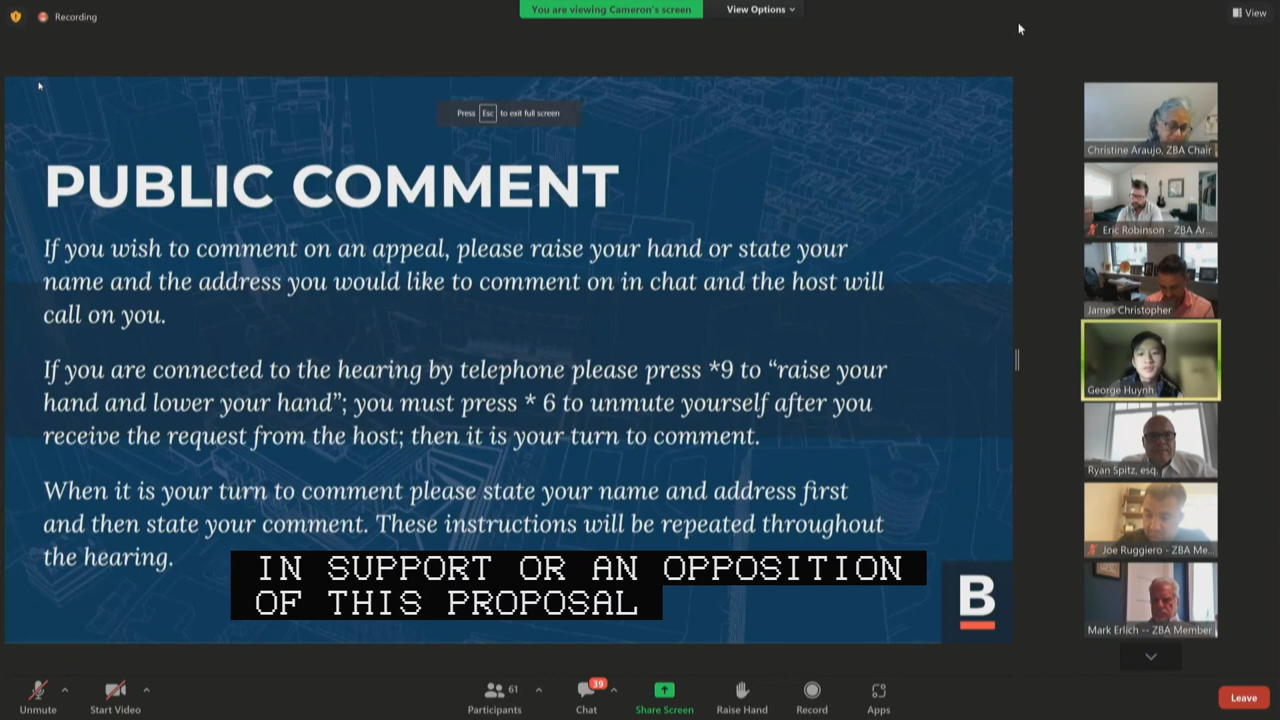 Recording
You are viewing Cameron's screen
View Options
View
Press Esc to exit full screen
PUBLIC COMMENT
If you wish to comment on an appeal, please raise your hand or state your
name and the address you would like to comment on in chat and the host will
call on you.
If you are connected to the hearing by telephone please press *9 to “raise your
hand and lower your hand”; you must press * 6 to unmute yourself after you
receive the request from the host; then it is your turn to comment.
When it is your turn to comment please state your name and address first
and then state your comment. These instructions will be repeated throughout
the hearing.
IN SUPPORT OR AN OPPOSITION
OF THIS PROPOSAL
B
Christine Araujo, ZBA Chair
Eric Robinson - ZBA Ar...
James Christopher
George Huynh
Ryan Spitz, esq.
Joe Ruggiero - ZBA Me...
Mark Erlich -- ZBA Member
Unmute
Start Video
61
Participants
39
Chat
Share Screen
Raise Hand
Record
Apps
Leave